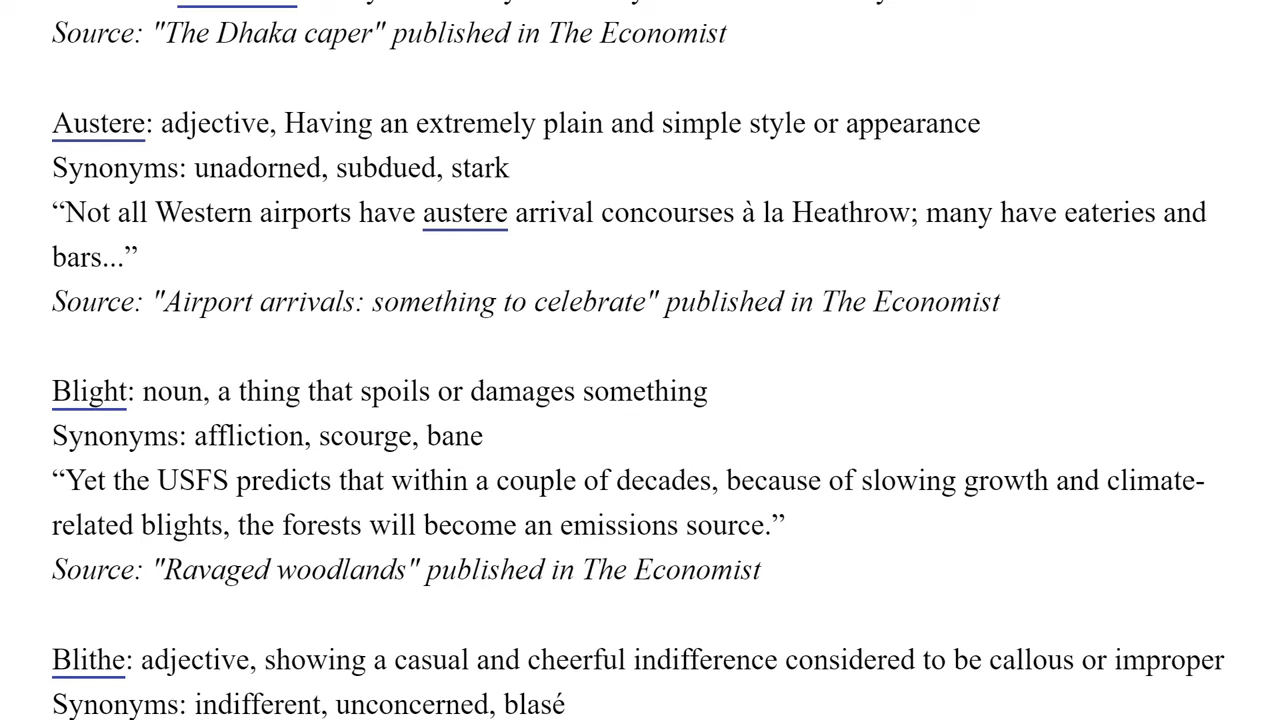 Source: "The Dhaka caper" published in The Economist
Austere: adjective, Having an extremely plain and simple style or appearance
Synonyms: unadorned, subdued, stark
“Not all Western airports have austere arrival concourses à la Heathrow; many have eateries and
bars...”
Source: "Airport arrivals: something to celebrate" published in The Economist
Blight: noun, a thing that spoils or damages something
Synonyms: affliction, scourge, bane
“Yet the USFS predicts that within a couple of decades, because of slowing growth and climate-
related blights, the forests will become an emissions source.”
Source: "Ravaged woodlands" published in The Economist
Blithe: adjective, showing a casual and cheerful indifference considered to be callous or improper
Synonyms: indifferent, unconcerned, blasé